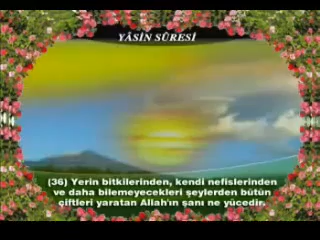 YÂSİN SÛRESİ
(36) Yerin bitkilerinden, kendi nefislerinden
ve daha bilemeyecekleri şeylerden bütün
çiftleri yaratan Allah'ın şanı ne yücedir.